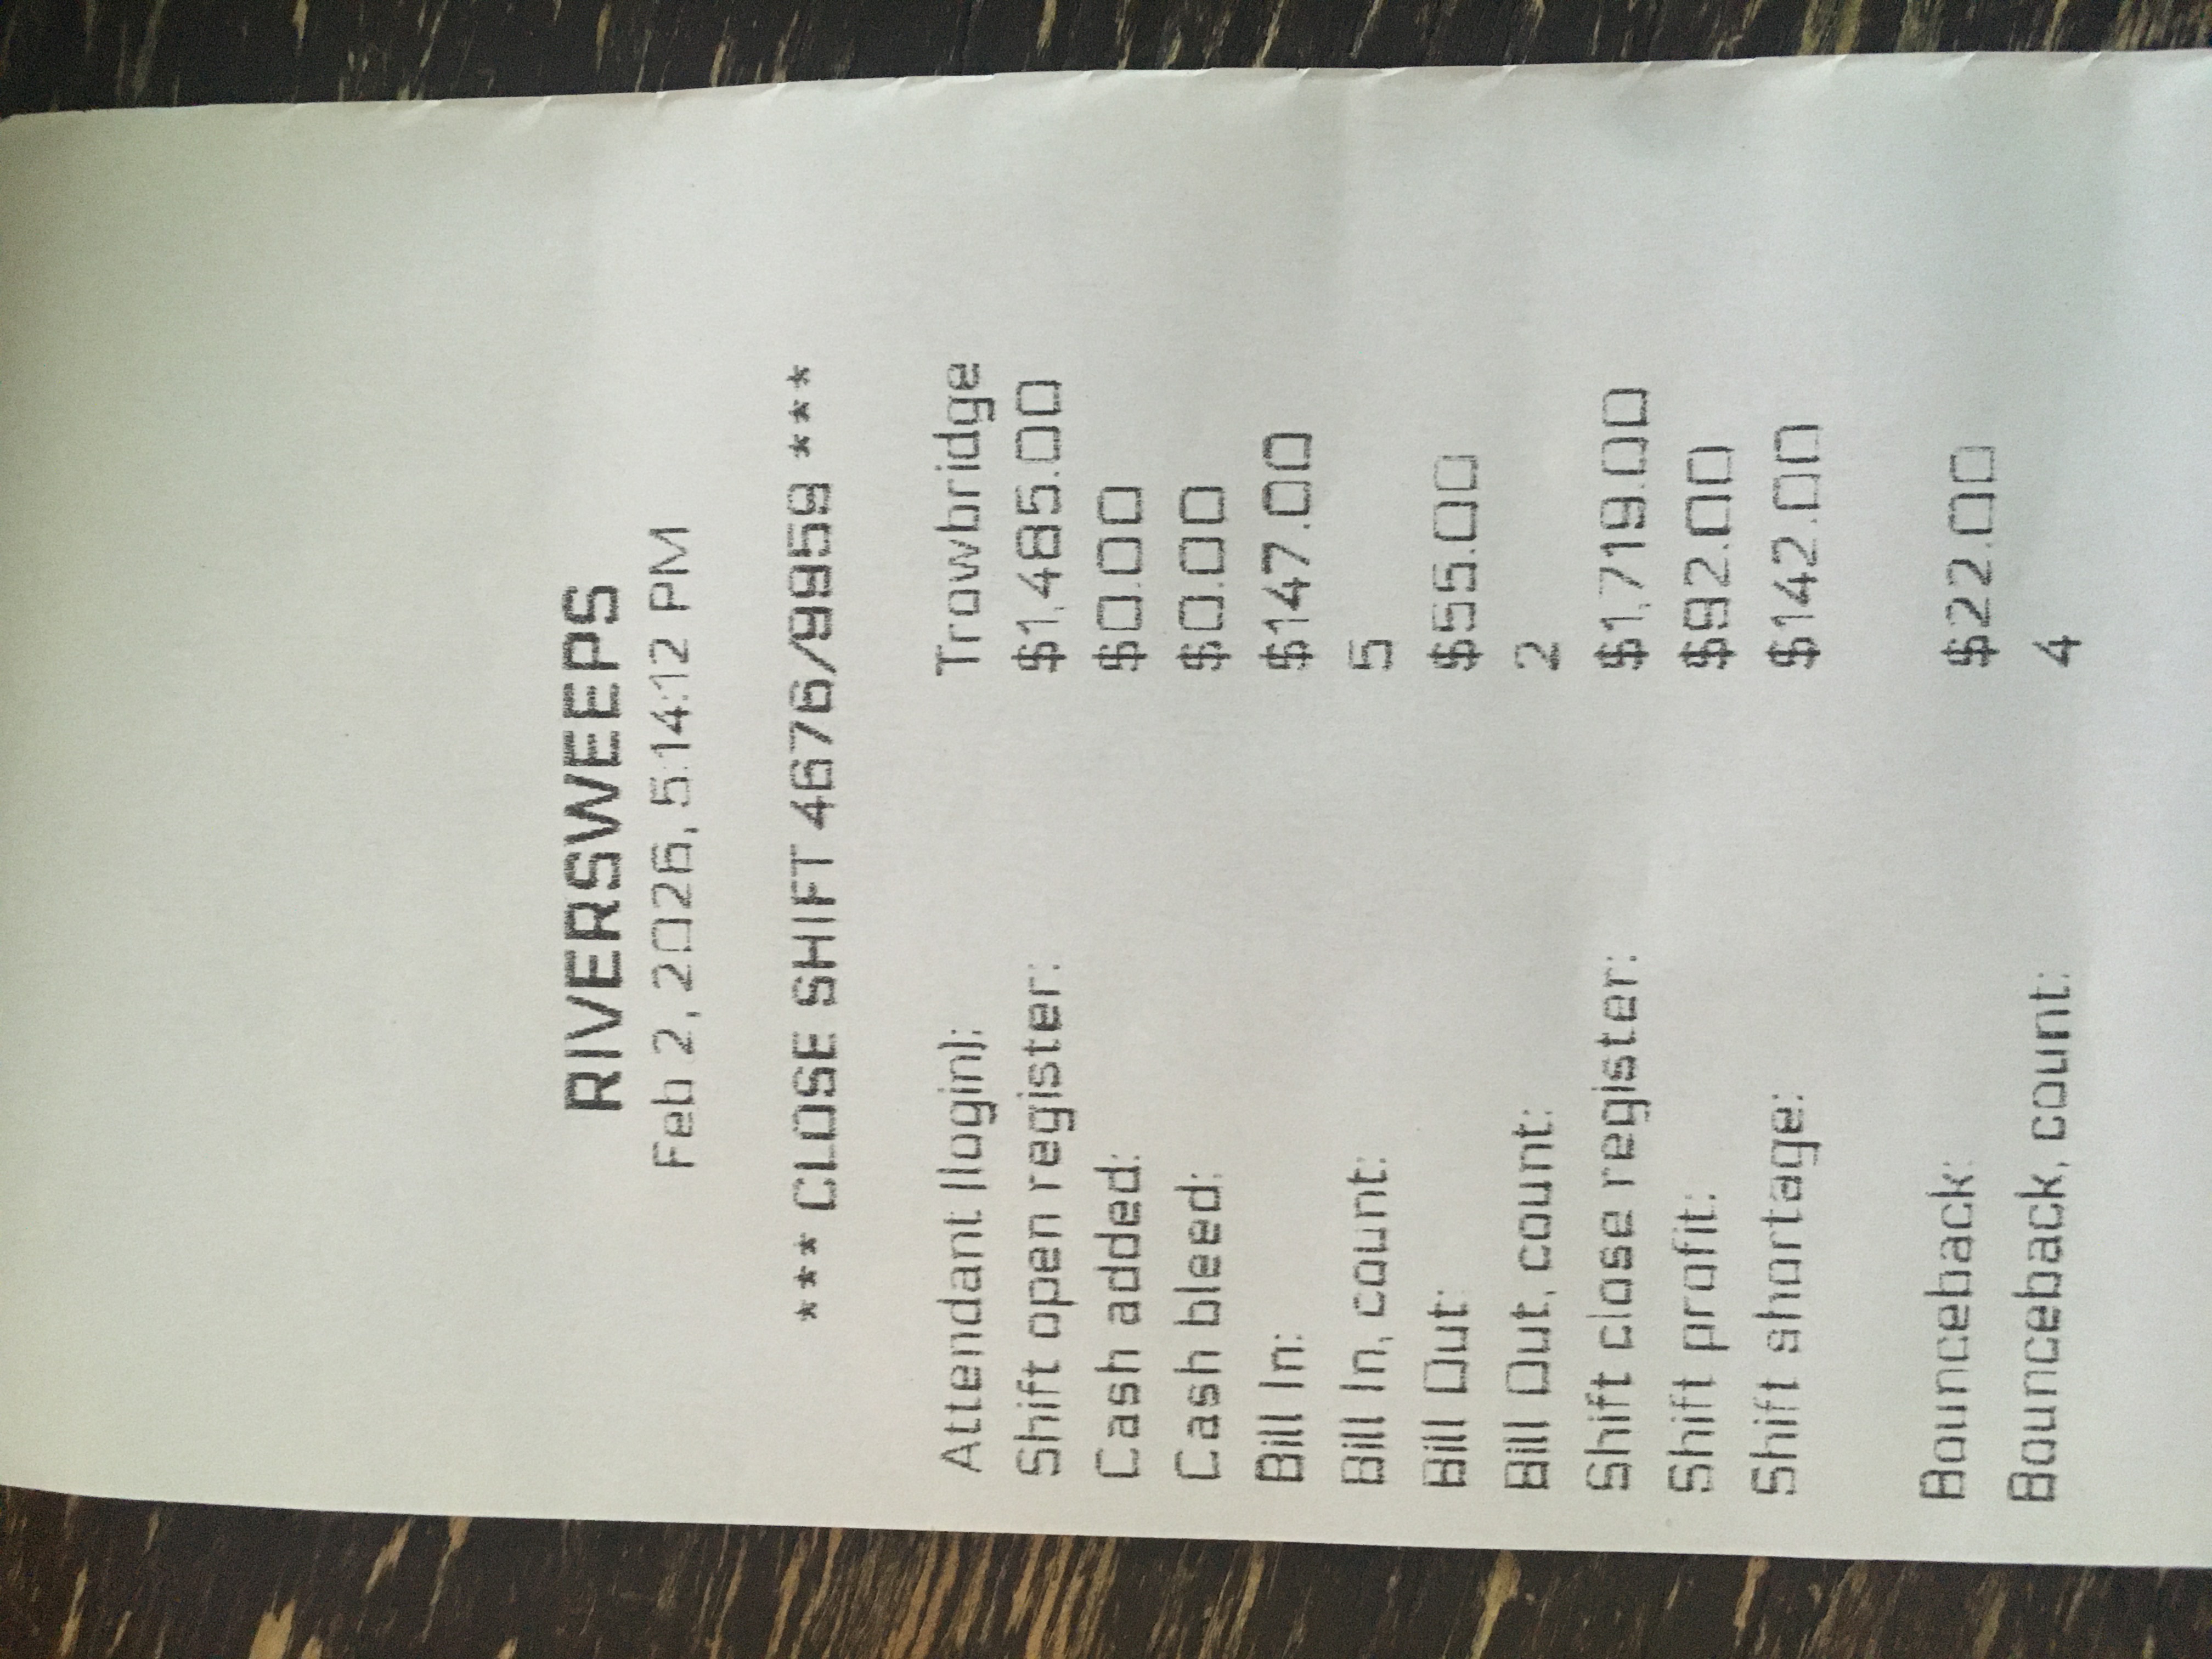 RIVERSWEEPS
Feb 2, 2026, 5:14:12 PM
*** CLOSE SHIFT 4676/9959 ***
Attendant (login): Trowbridge
Shift open register: $1,485.00
Cash added: $0.00
Cash bleed: $0.00
Bill In: $147.00
Bill In, count: 5
Bill Out: $55.00
Bill Out, count: 2
Shift close register: $1,719.00
Shift profit: $92.00
Shift shortage: $142.00
Bounceback: $22.00
Bounceback, count: 4